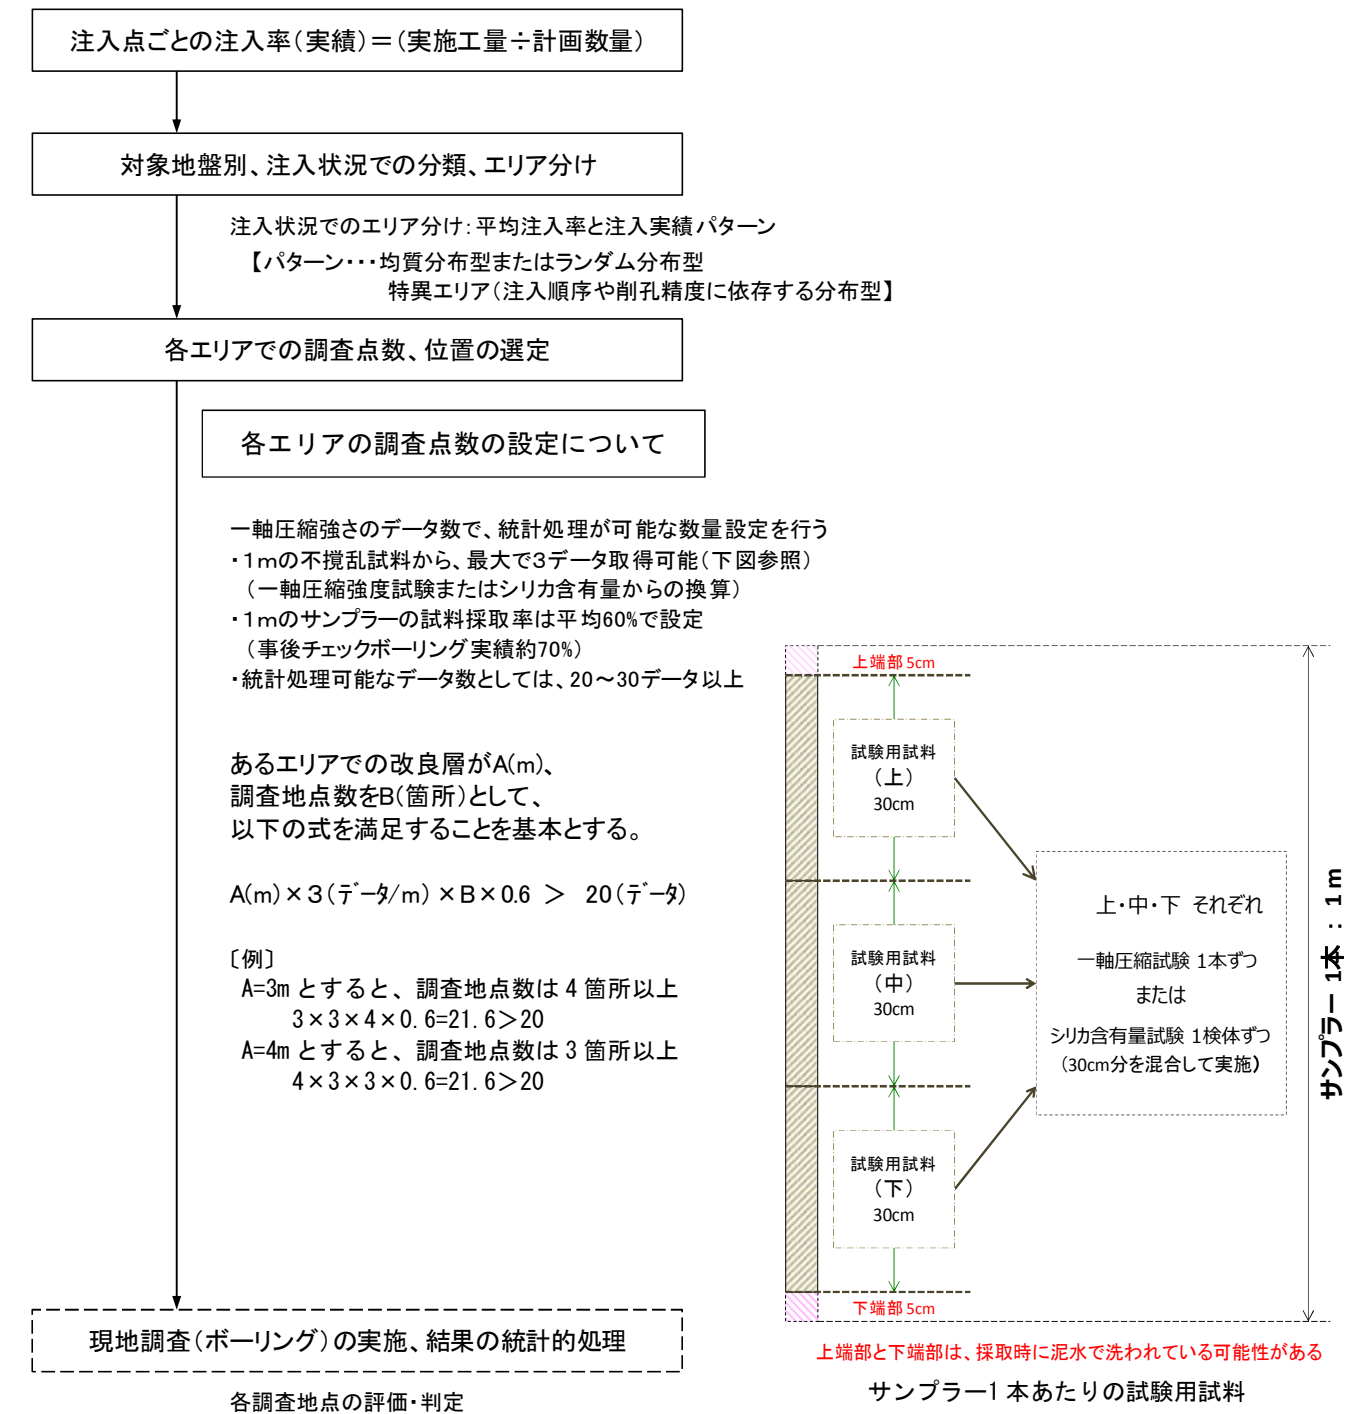 注入点ごとの注入率(実績)＝(実施工量÷計画数量)
対象地盤別、注入状況での分類、エリア分け
注入状況でのエリア分け：平均注入率と注入実績パターン
【パターン・・・均質分布型またはランダム分布型
特異エリア(注入順序や削孔精度に依存する分布型】
各エリアでの調査点数、位置の選定
各エリアの調査点数の設定について
一軸圧縮強さのデータ数で、統計処理が可能な数量設定を行う
・1ｍの不撹乱試料から、最大で3データ取得可能(下図参照)
(一軸圧縮強度試験またはシリカ含有量からの換算)
・1ｍのサンプラーの試料採取率は平均60%で設定
(事後チェックボーリング実績約70%)
・統計処理可能なデータ数としては、20～30データ以上
あるエリアでの改良層がA(m)、
調査地点数をB(箇所)として、
以下の式を満足することを基本とする。
A(m)×3(ﾃﾞｰﾀ/m)×B×0.6 ＞ 20(ﾃﾞｰﾀ)
〔例〕
A=3m とすると、調査地点数は 4 箇所以上
3×3×4×0.6=21.6＞20
A=4m とすると、調査地点数は 3 箇所以上
4×3×3×0.6=21.6＞20
現地調査(ボーリング)の実施、結果の統計的処理
各調査地点の評価・判定
上端部 5cm
試験用試料
(上)
30cm
試験用試料
(中)
30cm
試験用試料
(下)
30cm
下端部 5cm
上・中・下 それぞれ
一軸圧縮試験 1本ずつ
または
シリカ含有量試験 1検体ずつ
(30cm分を混合して実施)
サンプラー 1本 : 1 m
上端部と下端部は、採取時に泥水で洗われている可能性がある
サンプラー1 本あたりの試験用試料